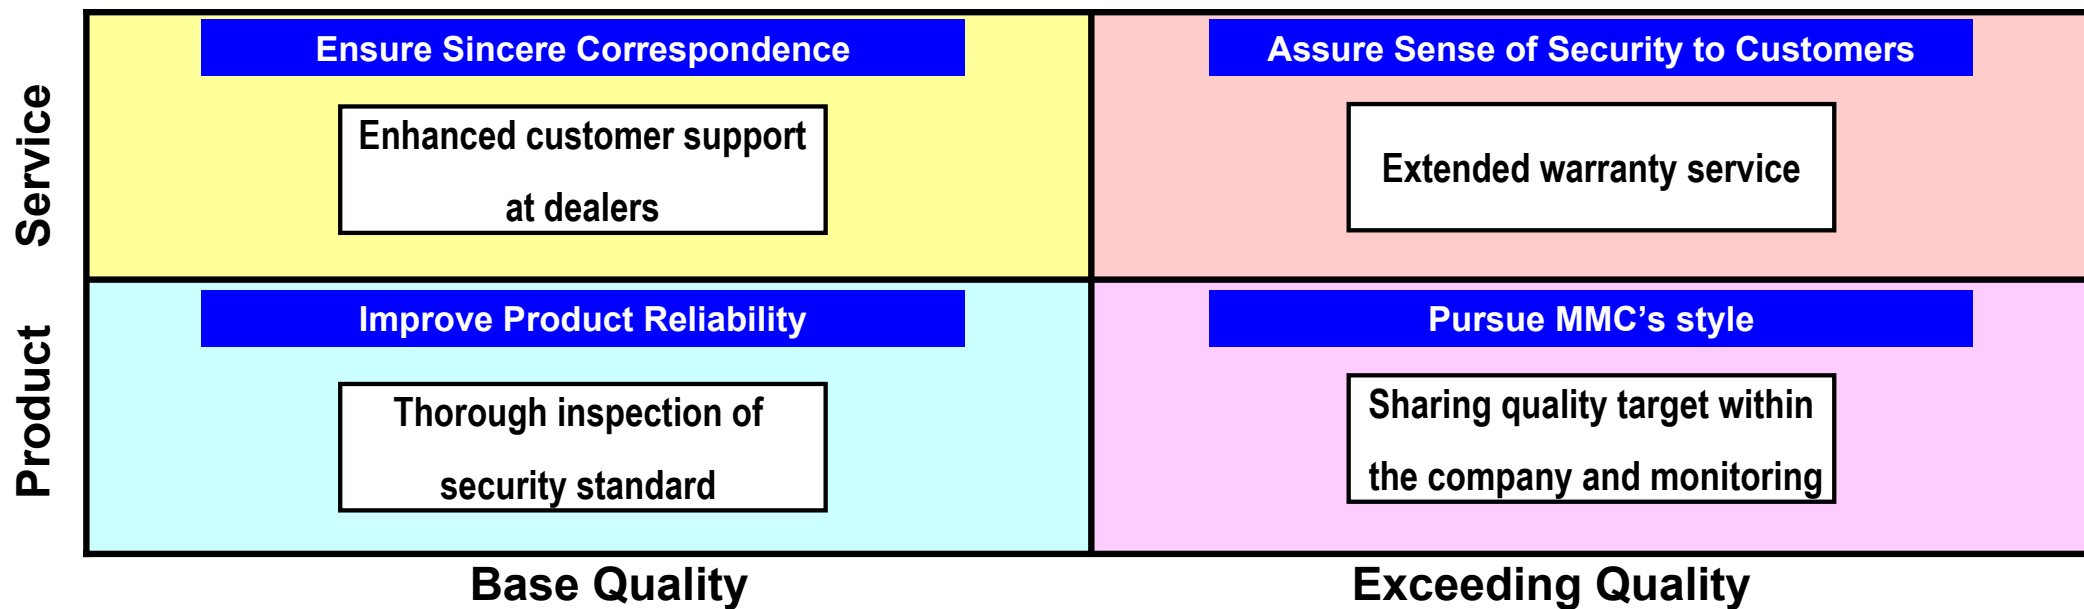 Service
Ensure Sincere Correspondence
Enhanced customer support
at dealers
Assure Sense of Security to Customers
Extended warranty service
Product
Improve Product Reliability
Thorough inspection of
security standard
Pursue MMC’s style
Sharing quality target within
the company and monitoring
Base Quality
Exceeding Quality